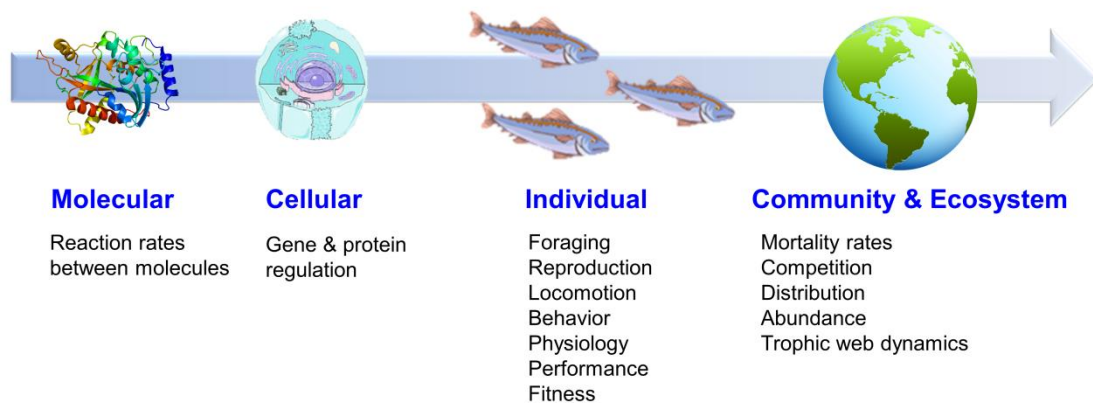 Molecular
Reaction rates
between molecules
Cellular
Gene & protein
regulation
Individual
Foraging
Reproduction
Locomotion
Behavior
Physiology
Performance
Fitness
Community & Ecosystem
Mortality rates
Competition
Distribution
Abundance
Trophic web dynamics